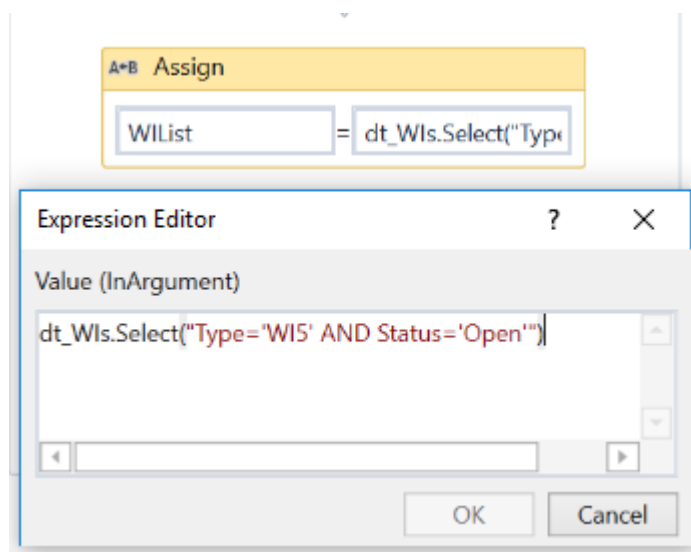 A+B Assign
WIList = dt_WIs.Select("Type
Expression Editor ? X
Value (InArgument)
dt_WIs.Select("Type='WI5' AND Status='Open'")
OK Cancel